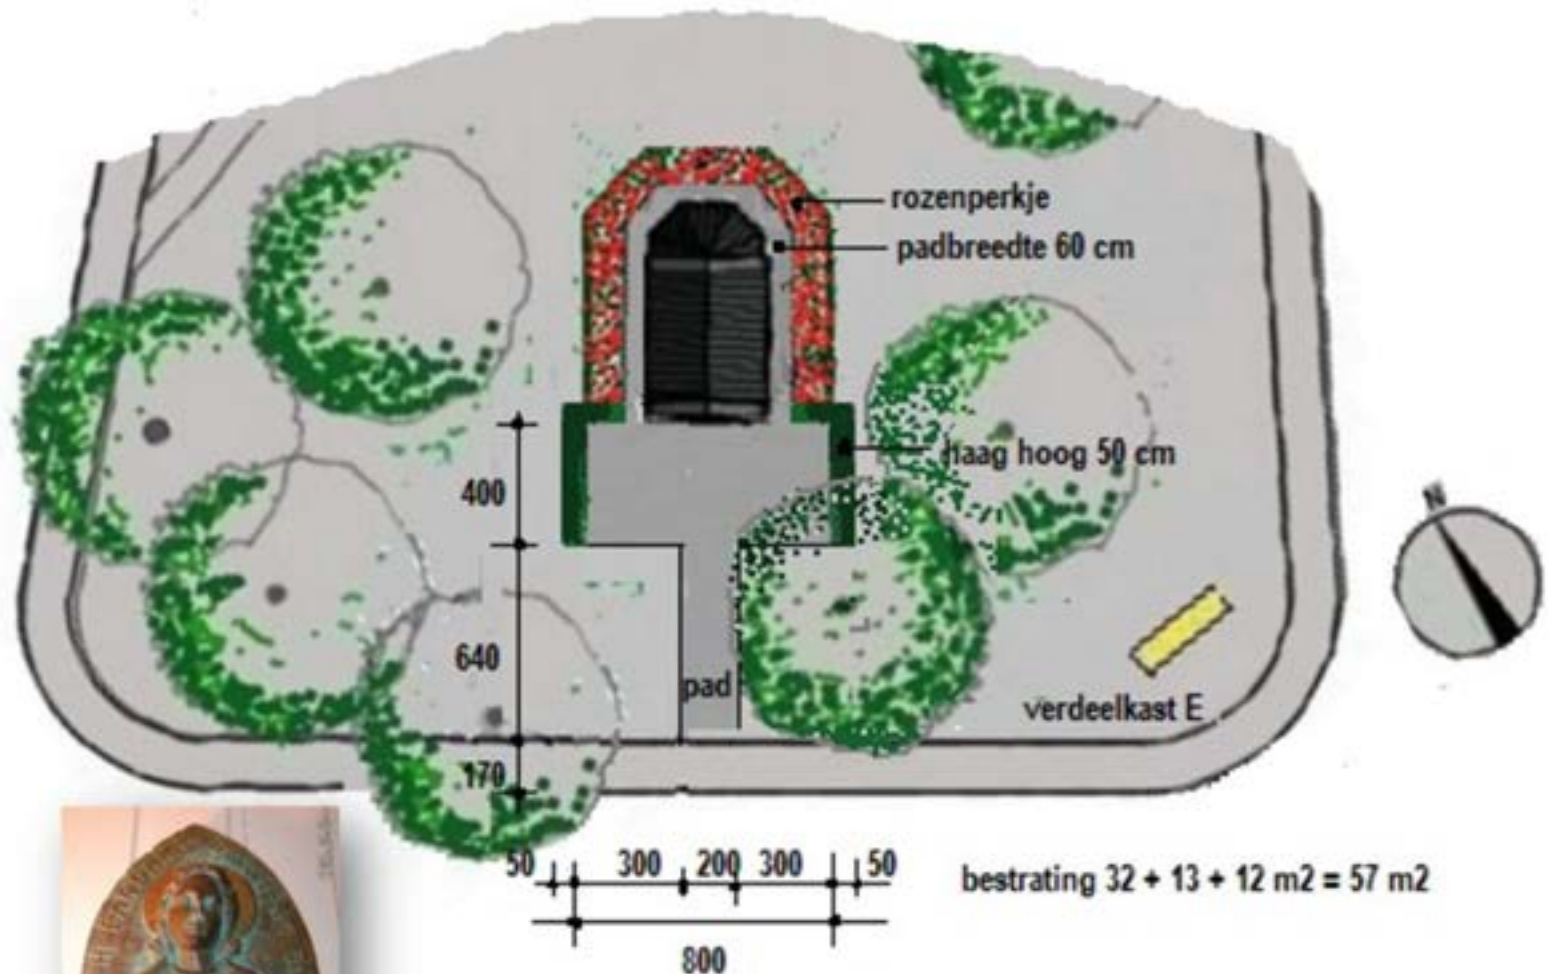 rozenperkje
padbreedte 60 cm
haag hoog 50 cm
400
N
640
pad
verdeelkast E
170
50 300 200 300 50
bestrating 32 + 13 + 12 m2 = 57 m2
800